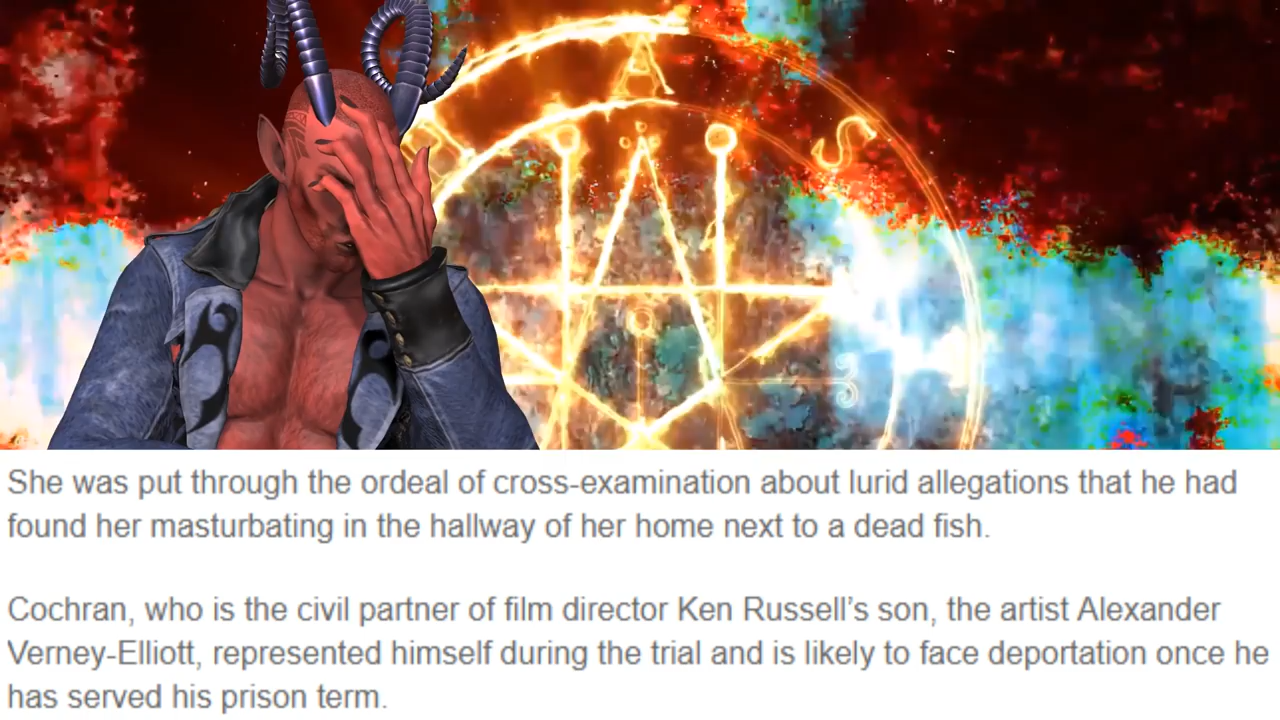 A
S
She was put through the ordeal of cross-examination about lurid allegations that he had
found her masturbating in the hallway of her home next to a dead fish.
Cochran, who is the civil partner of film director Ken Russell’s son, the artist Alexander
Verney-Elliott, represented himself during the trial and is likely to face deportation once he
has served his prison term.